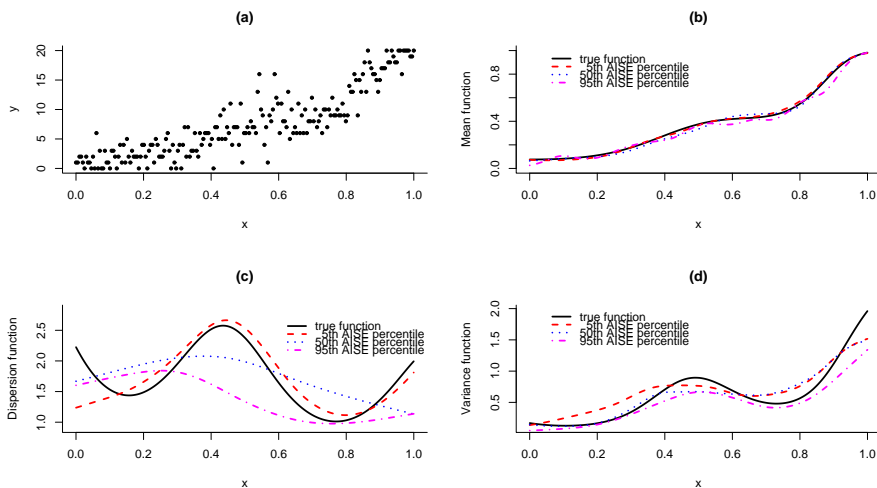 (a)
20
15
10
5
0
y
0.0 0.2 0.4 0.6 0.8 1.0
x
(b)
0.8
0.4
0.0
Mean function
true function
5th AISE percentile
50th AISE percentile
95th AISE percentile
0.0 0.2 0.4 0.6 0.8 1.0
x
(c)
2.5
2.0
1.5
1.0
Dispersion function
true function
5th AISE percentile
50th AISE percentile
95th AISE percentile
0.0 0.2 0.4 0.6 0.8 1.0
x
(d)
2.0
1.5
1.0
0.5
Variance function
true function
5th AISE percentile
50th AISE percentile
95th AISE percentile
0.0 0.2 0.4 0.6 0.8 1.0
x